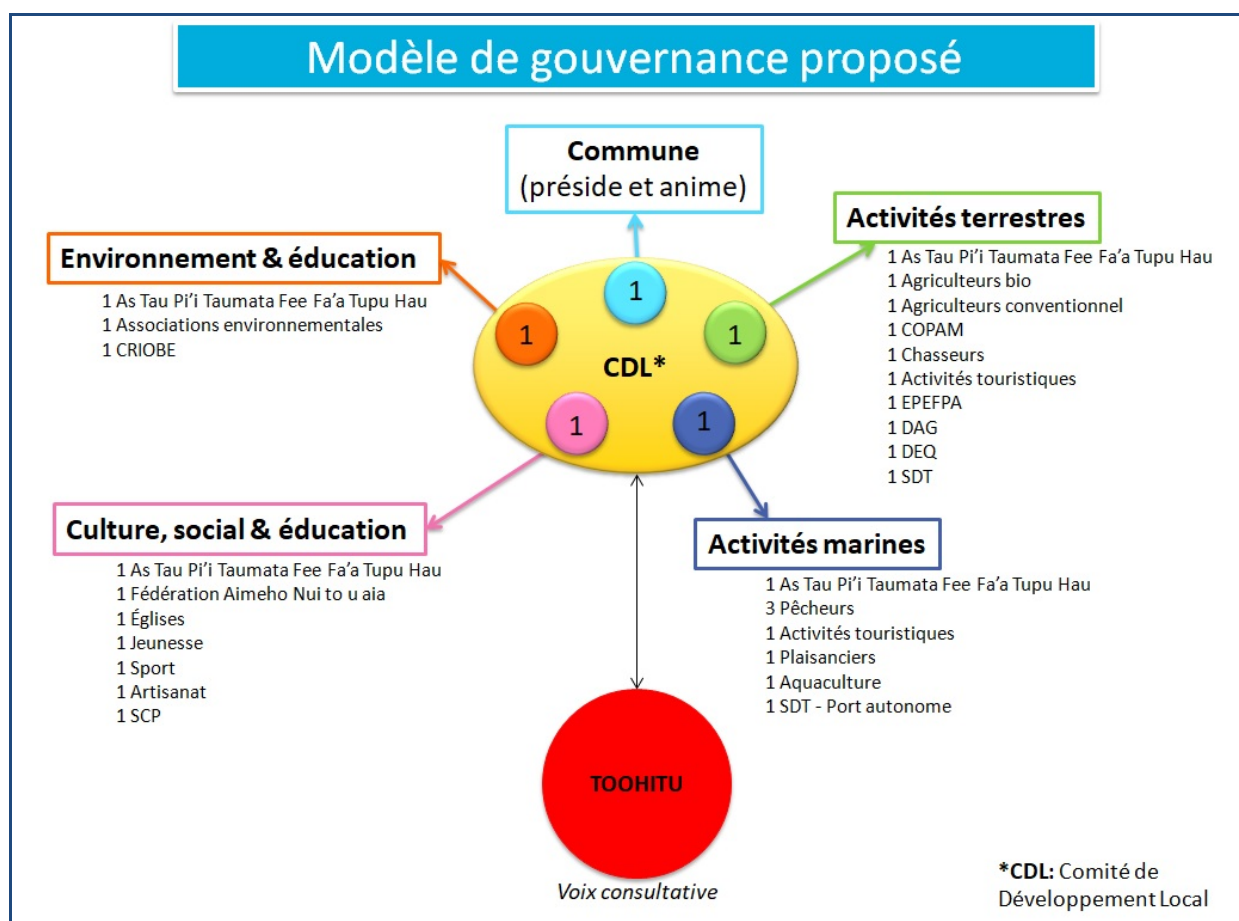 Modèle de gouvernance proposé
Commune
(préside et anime)
Environnement & éducation
1 As Tau Pi'i Taumata Fee Fa'a Tupu Hau
1 Associations environnementales
1 CRIOBE
Activités terrestres
1 As Tau Pi'i Taumata Fee Fa'a Tupu Hau
1 Agriculteurs bio
1 Agriculteurs conventionnel
1 COPAM
1 Chasseurs
1 Activités touristiques
1 EPEFPA
1 DAG
1 DEQ
1 SDT
1
1
1
CDL*
1
1
Culture, social & éducation
1 As Tau Pi'i Taumata Fee Fa'a Tupu Hau
1 Fédération Aimeho Nui to u aia
1 Églises
1 Jeunesse
1 Sport
1 Artisanat
1 SCP
Activités marines
1 As Tau Pi'i Taumata Fee Fa'a Tupu Hau
3 Pêcheurs
1 Activités touristiques
1 Plaisanciers
1 Aquaculture
1 SDT - Port autonome
TOOHITU
Voix consultative
*CDL: Comité de
Développement Local